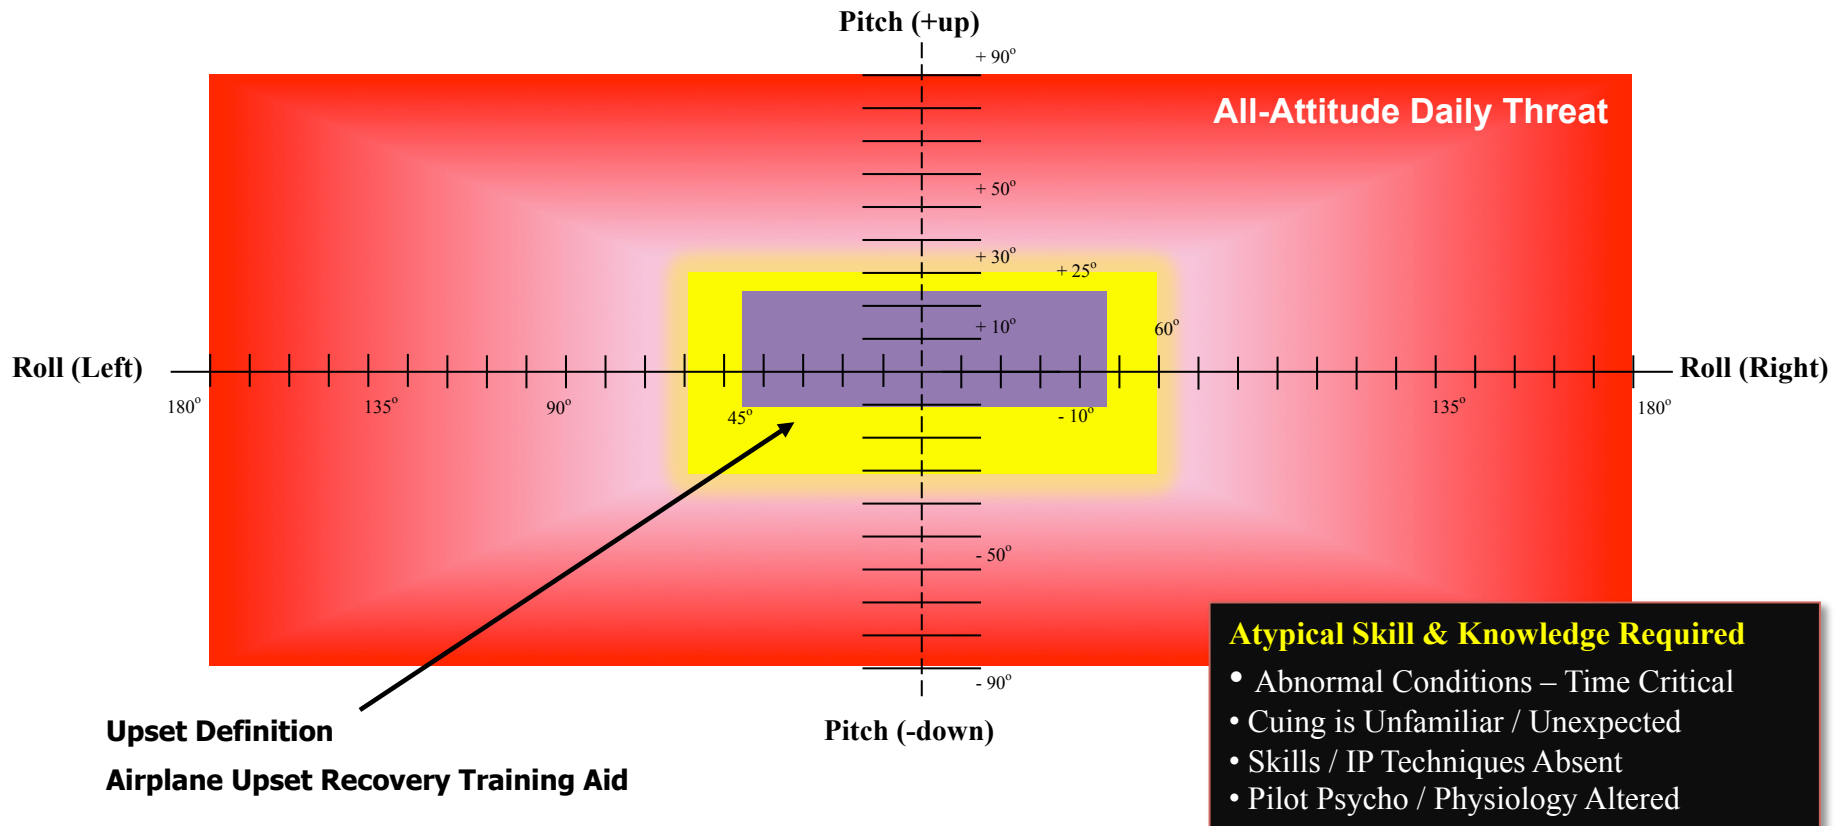 Pitch (+up)
+ 90°
All-Attitude Daily Threat
+ 50°
+ 30°
+ 25°
+ 10°
60°
Roll (Left)
Roll (Right)
180°
135°
90°
45°
- 10°
135°
180°
- 50°
- 90°
Pitch (-down)
Upset Definition
Airplane Upset Recovery Training Aid
Atypical Skill & Knowledge Required
• Abnormal Conditions – Time Critical
• Cuing is Unfamiliar / Unexpected
• Skills / IP Techniques Absent
• Pilot Psycho / Physiology Altered